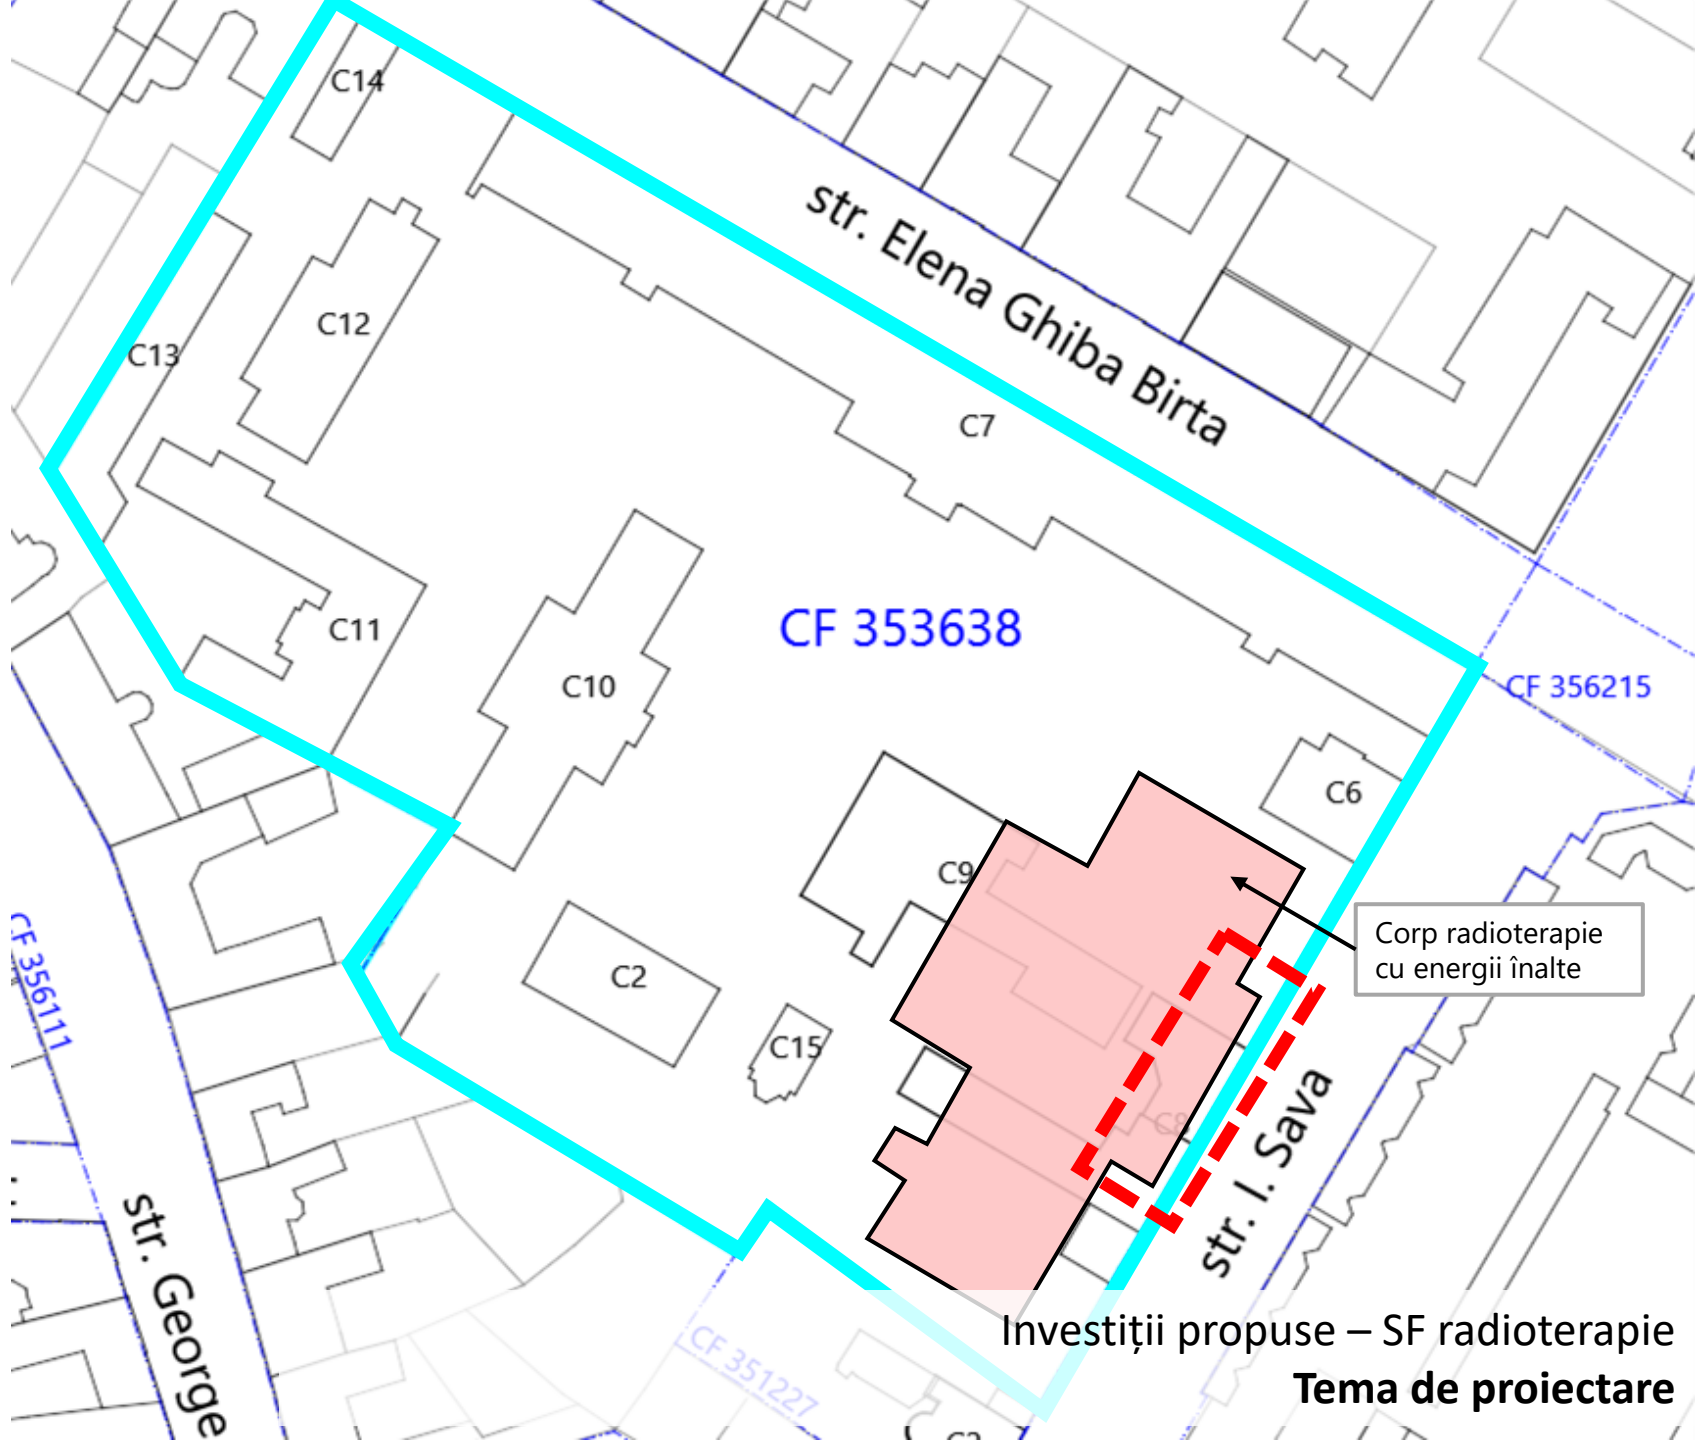 C14
str. Elena Ghiba Birta
C12
C13
C7
C11
CF 353638
C10
CF 356215
C6
C9
Corp radioterapie
cu energii înalte
CF 356111
C2
C15
C8
str. I. Sava
str. George
Investiții propuse – SF radioterapie
CF 351227
Tema de proiectare